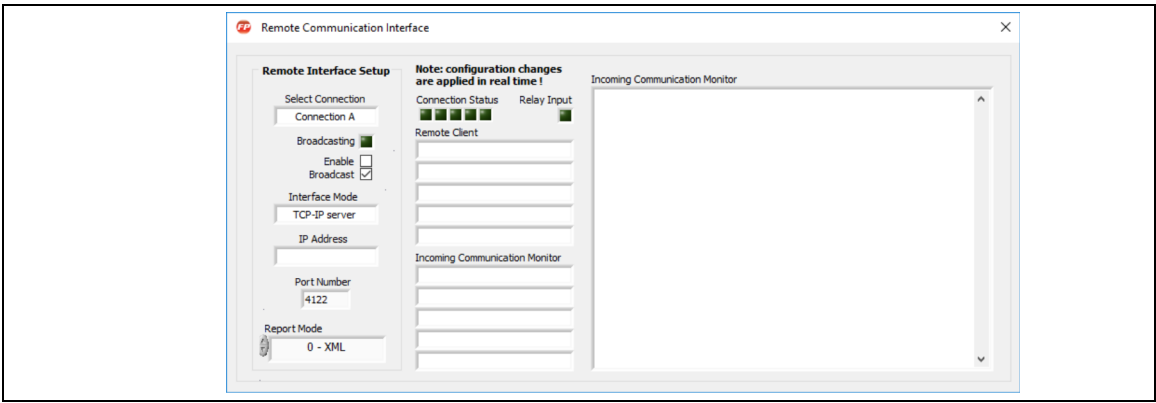 FP Remote Communication Interface
Remote Interface Setup
Select Connection
Connection A
Broadcasting
Enable
Broadcast
Interface Mode
TCP-IP server
IP Address
Port Number
4122
Report Mode
0 - XML
Note: configuration changes
are applied in real time !
Connection Status Relay Input
Remote Client
Incoming Communication Monitor
Incoming Communication Monitor